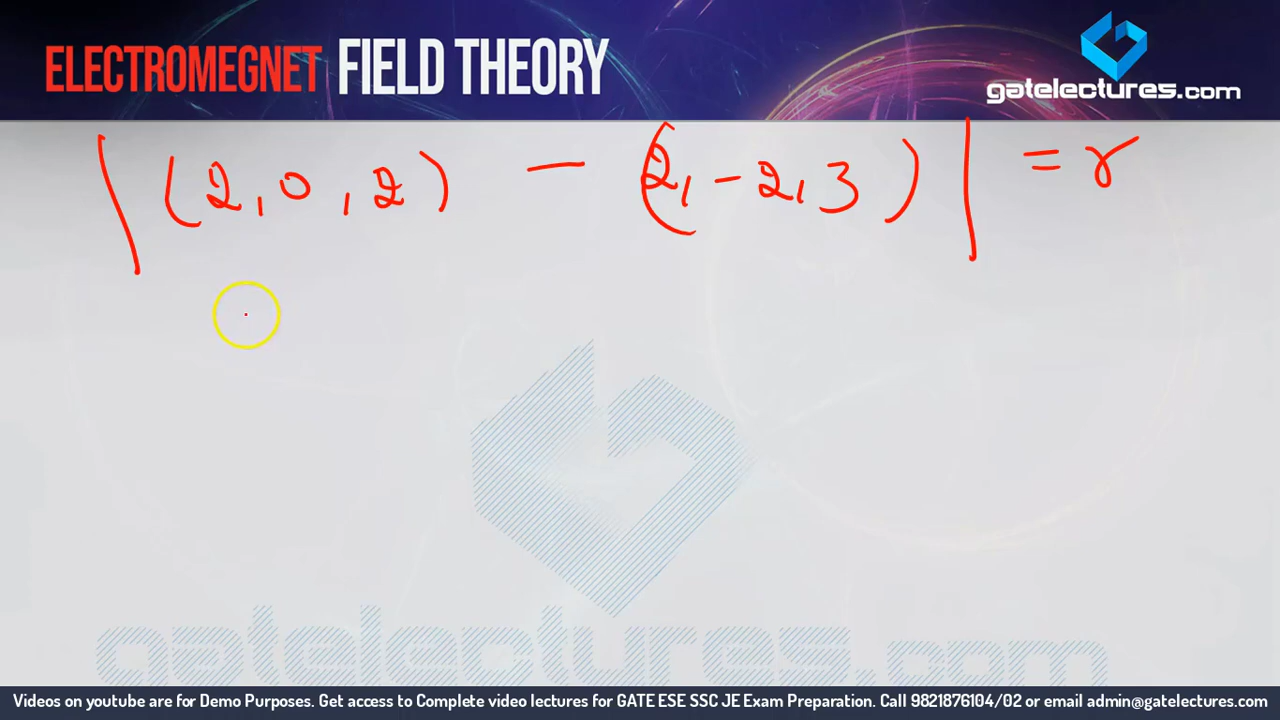 ELECTROMEGNET FIELD THEORY
gatelectures.com
| (2, 0, 2) - (2, -2, 3) | = r
gatelectures.com
Videos on youtube are for Demo Purposes. Get access to Complete video lectures for GATE ESE SSC JE Exam Preparation. Call 9821876104/02 or email admin@gatelectures.com